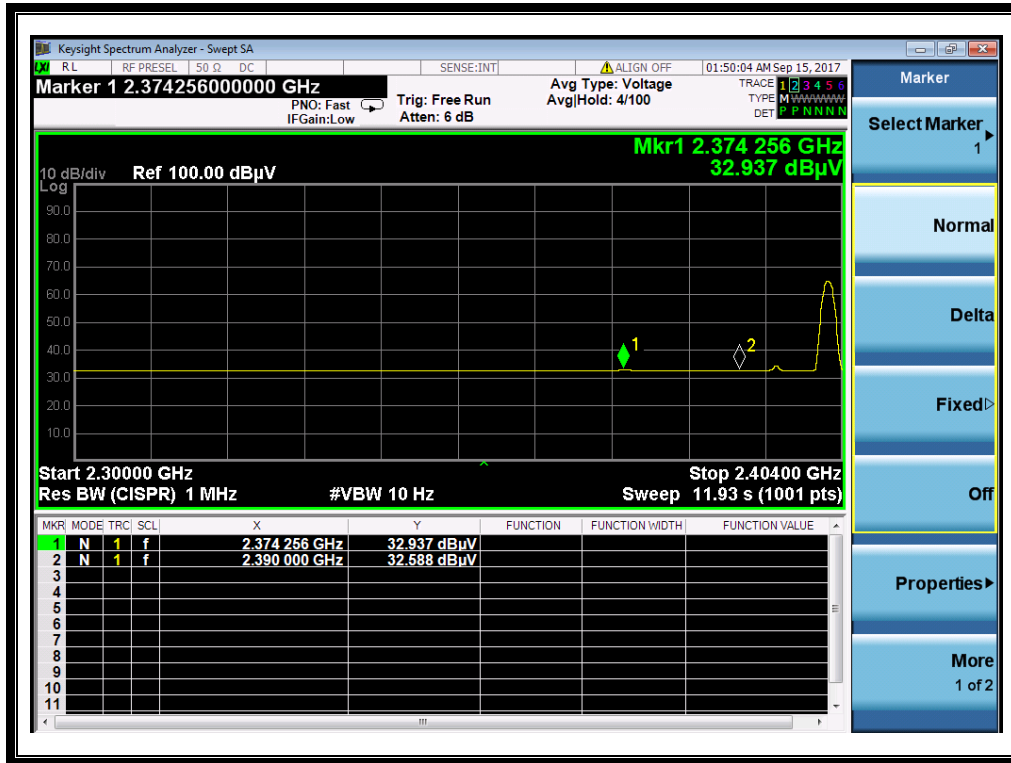 Keysight Spectrum Analyzer - Swept SA
LXI RL RF PRESEL 50 Ω DC SENSE:INT ALIGN OFF 01:50:04 AM Sep 15, 2017
Marker 1 2.374256000000 GHz
PNO: Fast
IFGain:Low
Trig: Free Run
Atten: 6 dB
Avg Type: Voltage
Avg|Hold: 4/100
TRACE 1 2 3 4 5 6
TYPE M W W W W W
DET P P N N N N
Mkr1 2.374 256 GHz
32.937 dBµV
10 dB/div Ref 100.00 dBµV
Log
90.0
80.0
70.0
60.0
50.0
40.0
30.0
20.0
10.0
1
2
Start 2.30000 GHz Stop 2.40400 GHz
Res BW (CISPR) 1 MHz #VBW 10 Hz Sweep 11.93 s (1001 pts)
MKR MODE TRC SCL X Y FUNCTION FUNCTION WIDTH FUNCTION VALUE
1 N 1 f 2.374 256 GHz 32.937 dBµV
2 N 1 f 2.390 000 GHz 32.588 dBµV
3
4
5
6
7
8
9
10
11
Marker
Select Marker
1
Normal
Delta
Fixed
Off
Properties
More
1 of 2